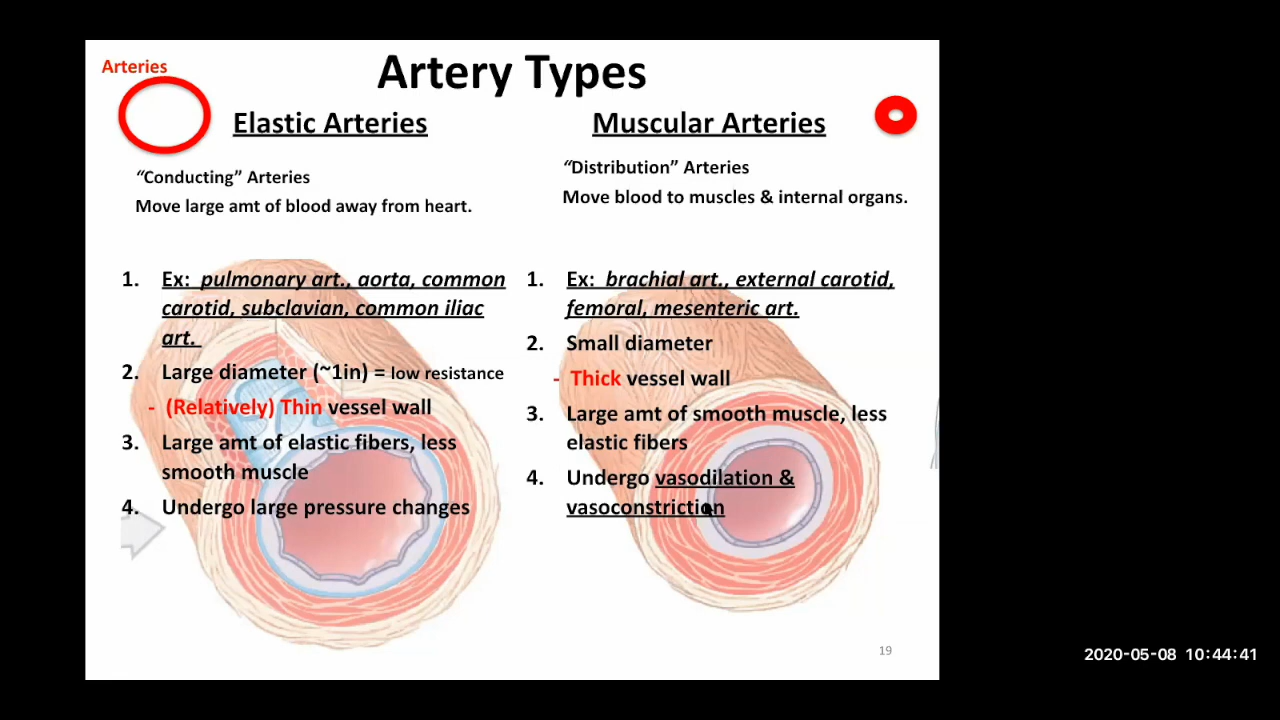 Arteries
Artery Types
Elastic Arteries
“Conducting” Arteries
Move large amt of blood away from heart.
1. Ex: pulmonary art., aorta, common
carotid, subclavian, common iliac
art.
2. Large diameter (~1in) = low resistance
- (Relatively) Thin vessel wall
3. Large amt of elastic fibers, less
smooth muscle
4. Undergo large pressure changes
Muscular Arteries
“Distribution” Arteries
Move blood to muscles & internal organs.
1. Ex: brachial art., external carotid,
femoral, mesenteric art.
2. Small diameter
- Thick vessel wall
3. Large amt of smooth muscle, less
elastic fibers
4. Undergo vasodilation &
vasoconstriction
19
2020-05-08 10:44:41